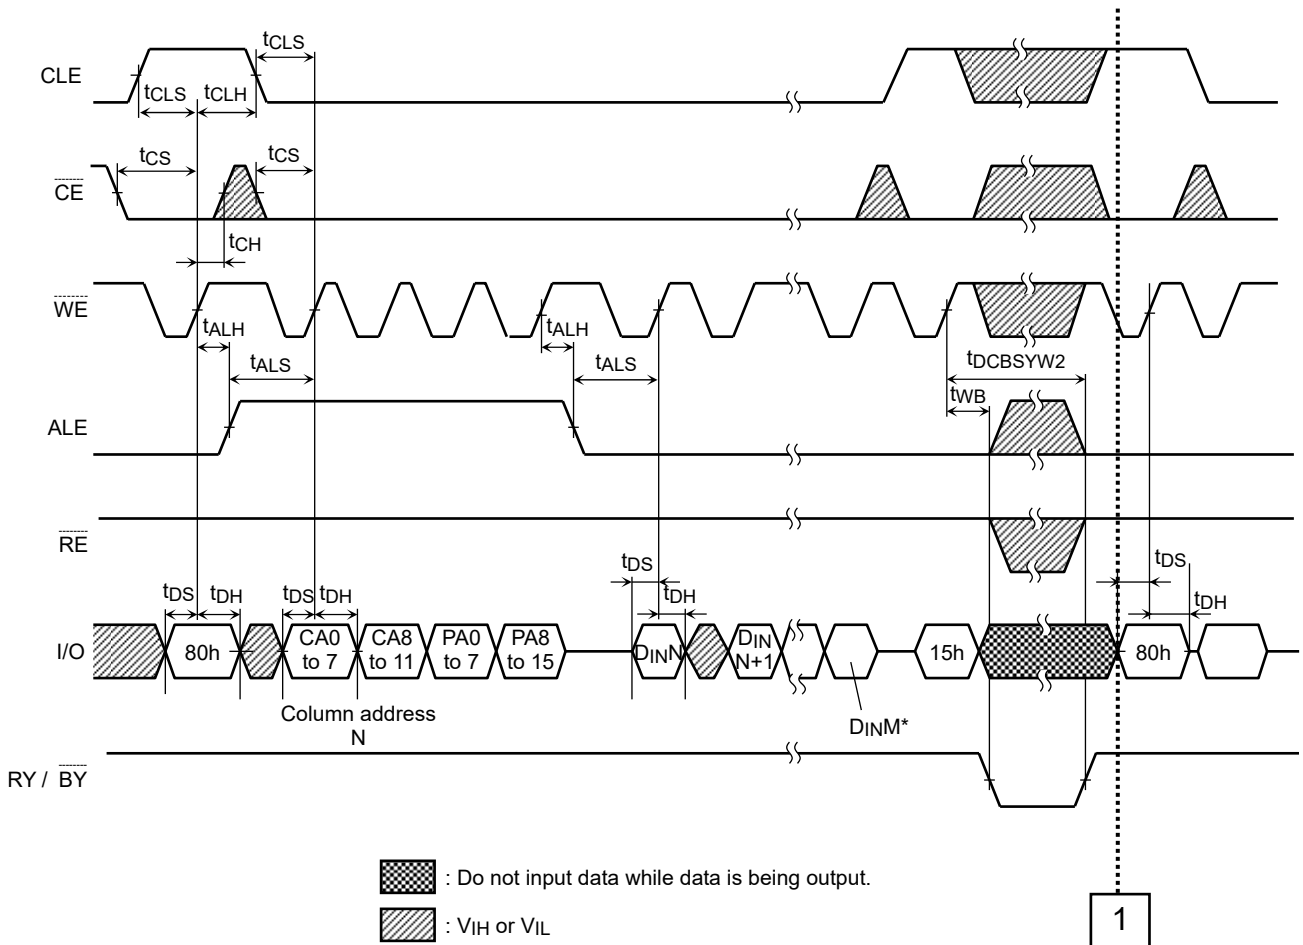 CLE
tCLS
tCLS
tCLH
CE
tCS
tCS
tCH
WE
tALH
tALS
tALH
tALS
tDCBSYW2
tWB
ALE
RE
tDS
tDH
tDS
tDH
tDS
tDH
tDS
tDH
I/O
80h
CA0
to 7
CA8
to 11
PA0
to 7
PA8
to 15
DINN
DIN
N+1
15h
80h
Column address
N
DINM*
RY / BY
: Do not input data while data is being output.
: VIH or VIL
1